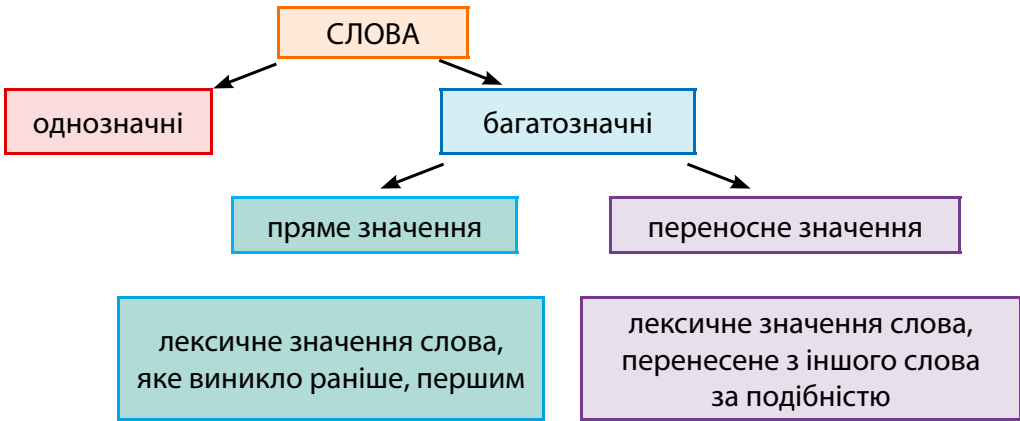 СЛОВА
однозначні
багатозначні
пряме значення
переносне значення
лексичне значення слова,
яке виникло раніше, першим
лексичне значення слова,
перенесене з іншого слова
за подібністю